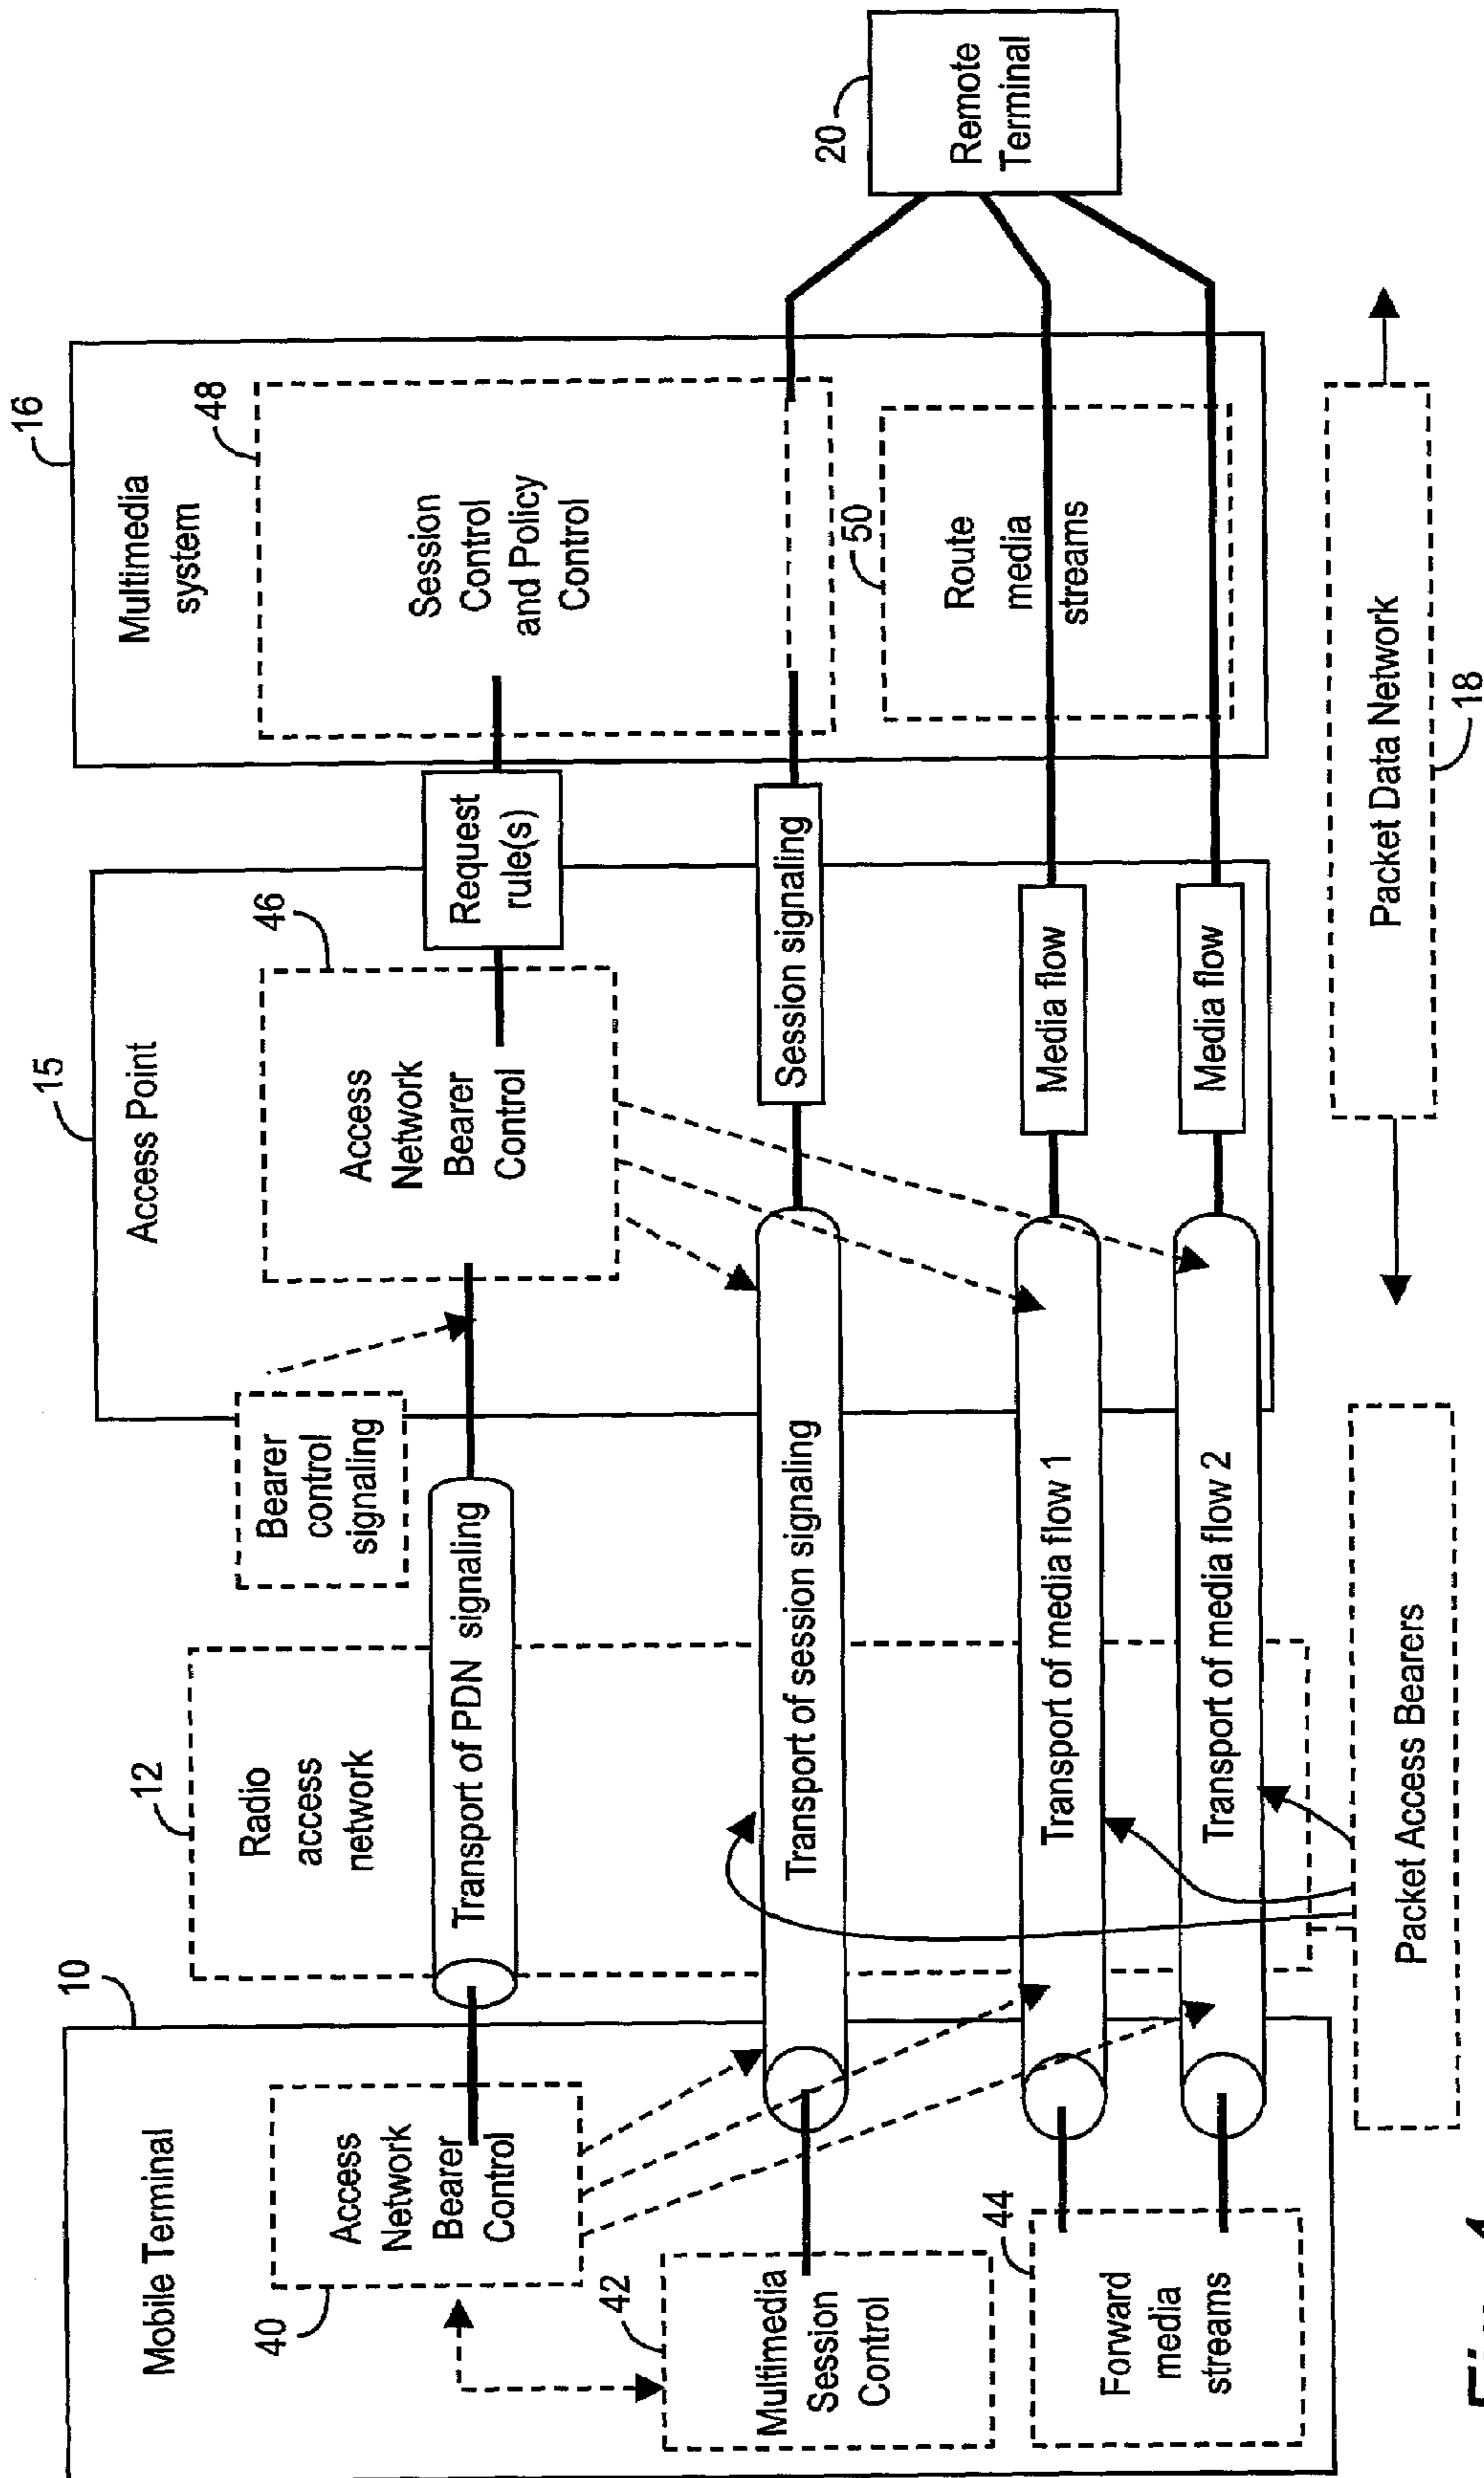 10
Mobile Terminal
Access
Network
Bearer
Control
40
42
Multimedia
Session
Control
44
Forward
media
streams
12
Radio
access
network
Transport of PDN signaling
Bearer
control
signaling
Transport of session signaling
Transport of media flow 1
Transport of media flow 2
Packet Access Bearers
15
Access Point
46
Access
Network
Bearer
Control
Request
rule(s)
Session signaling
Media flow
Media flow
16
Multimedia
system
48
Session
Control
and Policy
Control
50
Route
media
streams
20
Remote
Terminal
Packet Data Network
18